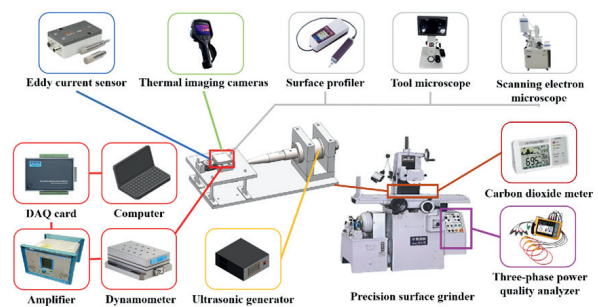 Eddy current sensor
Thermal imaging cameras
Surface profiler
Tool microscope
Scanning electron
microscope
DAQ card
Computer
Carbon dioxide meter
Amplifier
Dynamometer
Ultrasonic generator
Precision surface grinder
Three-phase power
quality analyzer
695